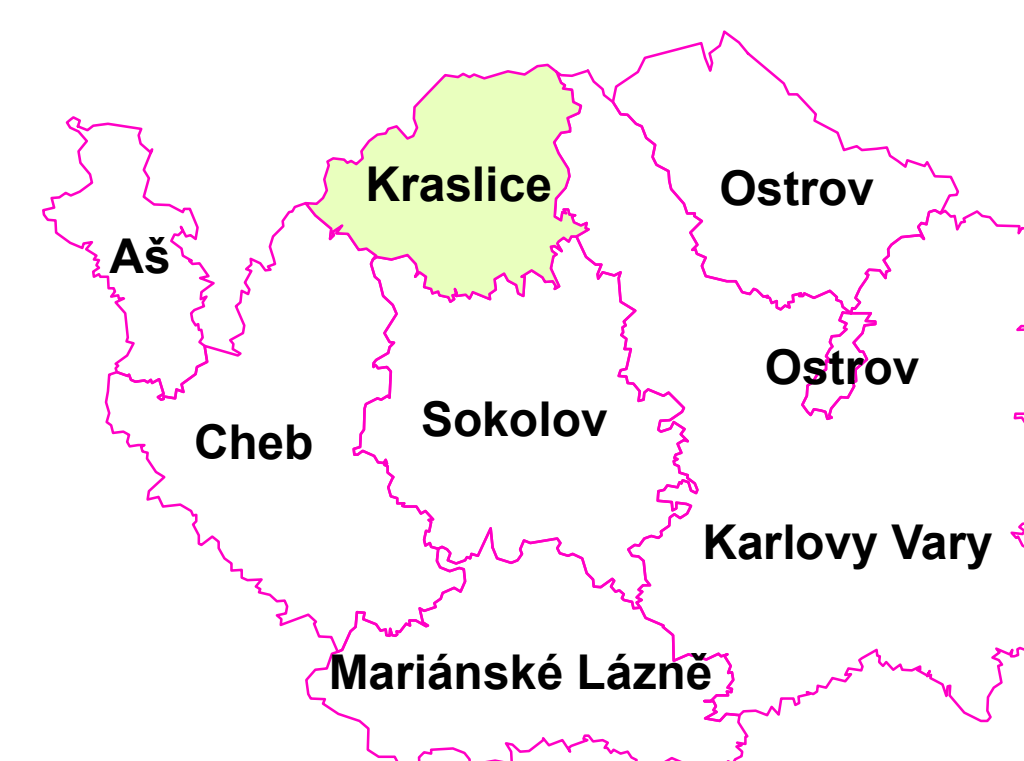 Kraslice
Ostrov
Aš
Ostrov
Sokolov
Cheb
Karlovy Vary
Mariánské Lázně